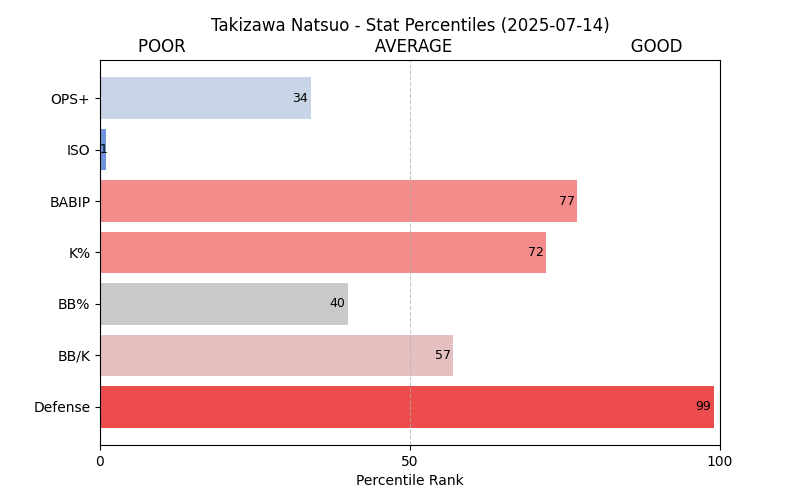 Takizawa Natsuo - Stat Percentiles (2025-07-14)
POOR AVERAGE GOOD
OPS+ 34
ISO 1
BABIP 77
K% 72
BB% 40
BB/K 57
Defense 99
0 50 100
Percentile Rank